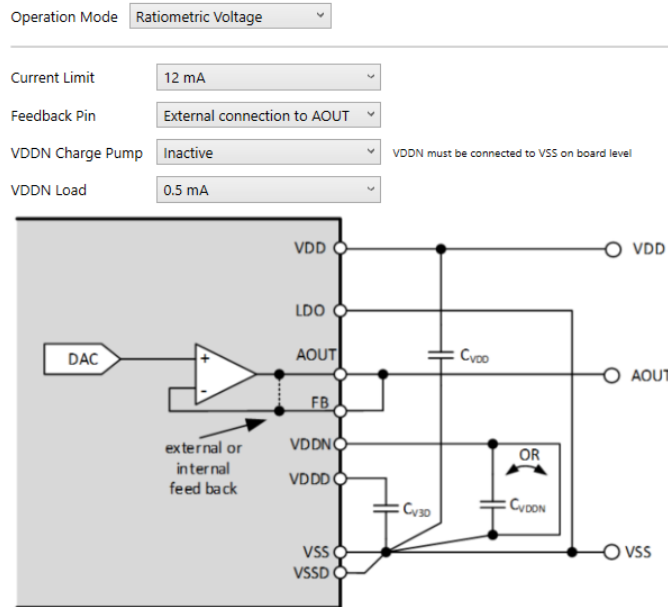 Operation Mode Ratiometric Voltage
Current Limit 12 mA
Feedback Pin External connection to AOUT
VDDN Charge Pump Inactive VDDN must be connected to VSS on board level
VDDN Load 0.5 mA
VDD VDD
LDO
DAC + AOUT CVDD
- AOUT
FB
external or
internal
feed back
VDDN OR
VDDD CV3D CVDDN
VSS VSS
VSSD